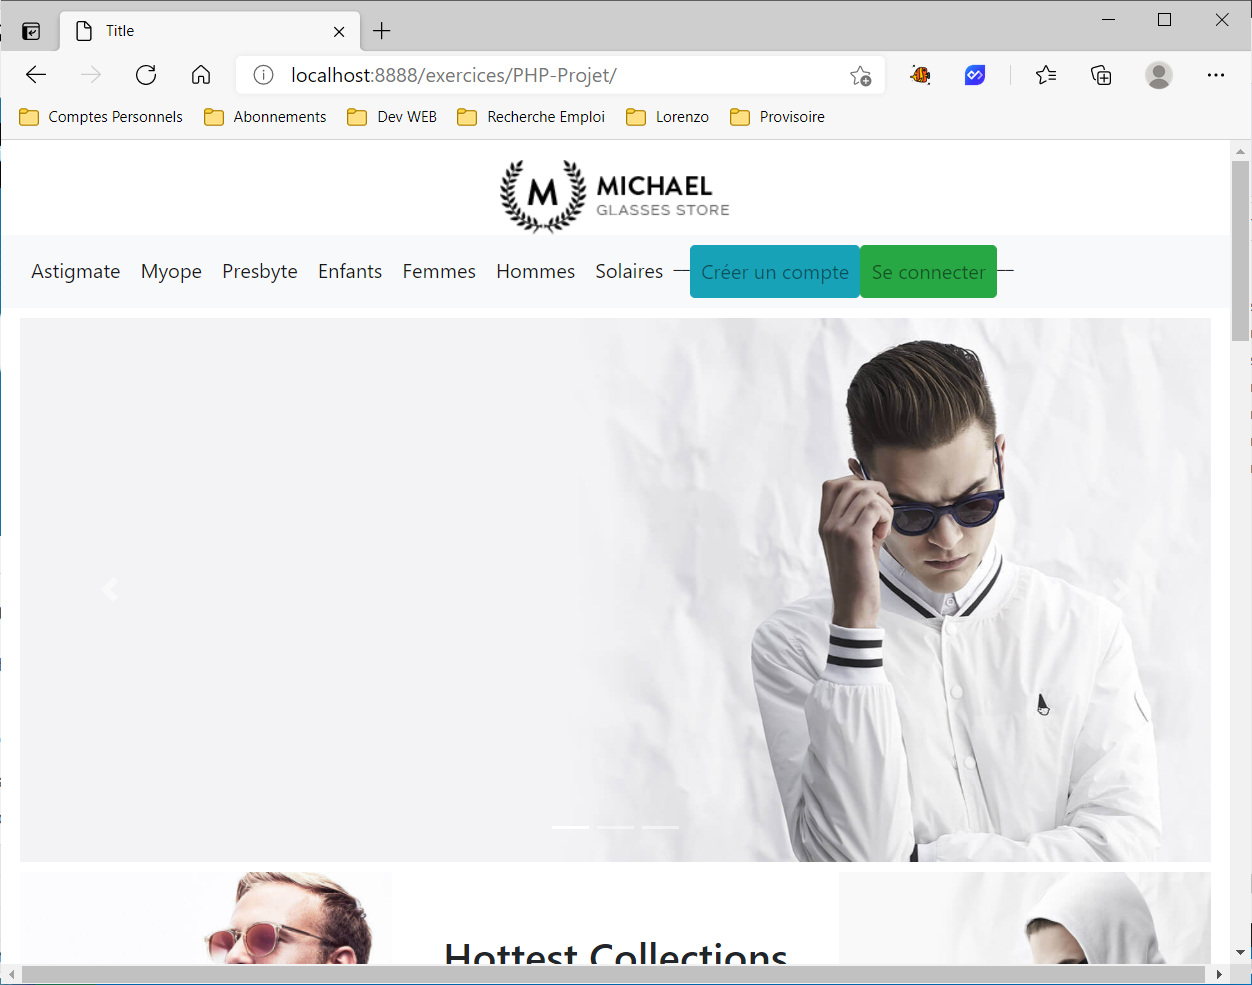 Title
localhost:8888/exercices/PHP-Projet/
Comptes Personnels Abonnements Dev WEB Recherche Emploi Lorenzo Provisoire
M MICHAEL
GLASSES STORE
Astigmate Myope Presbyte Enfants Femmes Hommes Solaires Créer un compte Se connecter
Hottest Collections